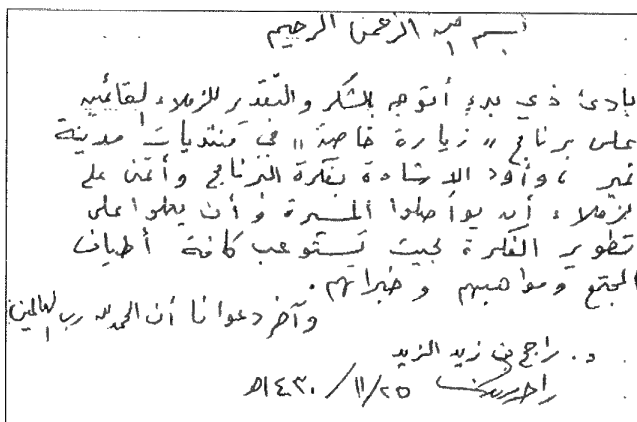 بسم الله الرحمن الرحيم
بادئ ذي بدء أتوجه بالشكر والتقدير للزملاء القائمين
على برنامج "زيارة خاصة" في منتديات مدينة
تمير، وأود الاشادة بفكرة البرنامج وأتمنى على
الزملاء أن يواصلوا المسيرة وأن يعملوا على
تطوير الفكرة بحيث تستوعب كافة أطياف
المجتمع ومواهبهم وخبراتهم.
وآخر دعوانا أن الحمد لله رب العالمين
د. راجح بن زيد الزيد
١٤٣٠/١١/٢٥هـ